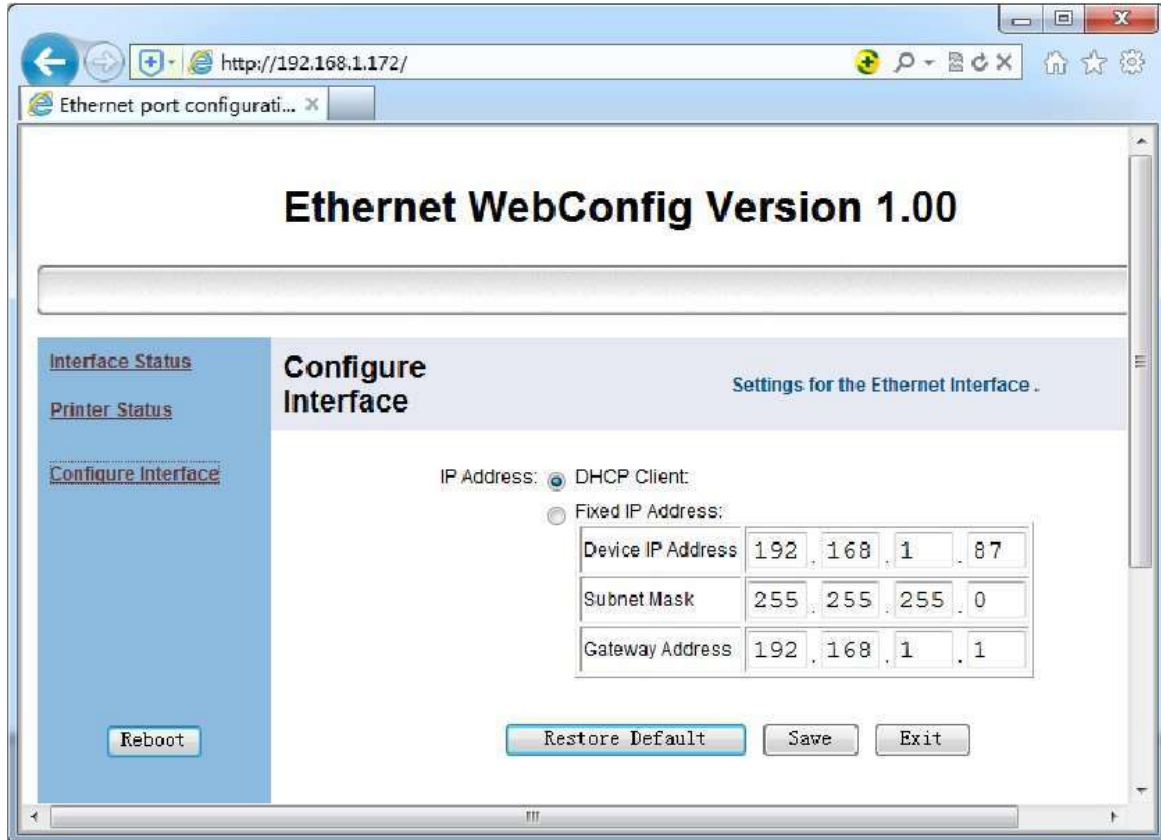 http://192.168.1.172/
Ethernet port configurati...
Ethernet WebConfig Version 1.00
Interface Status
Printer Status
Configure Interface
Reboot
Configure
Interface
Settings for the Ethernet Interface .
IP Address: DHCP Client:
Fixed IP Address:
Device IP Address 192 . 168 . 1 . 87
Subnet Mask 255 . 255 . 255 . 0
Gateway Address 192 . 168 . 1 . 1
Restore Default Save Exit